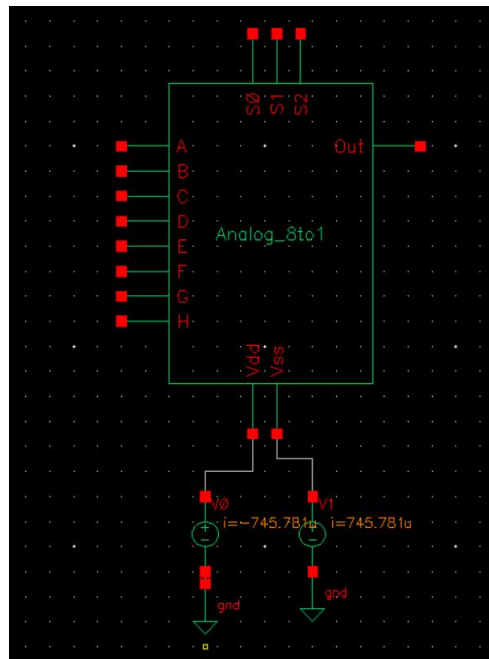 S0 S1 S2
A Out
B
C
D
Analog_8to1
E
F
G
H
Vdd Vss
V0 V1
i=-745.781u i=745.781u
gnd
gnd